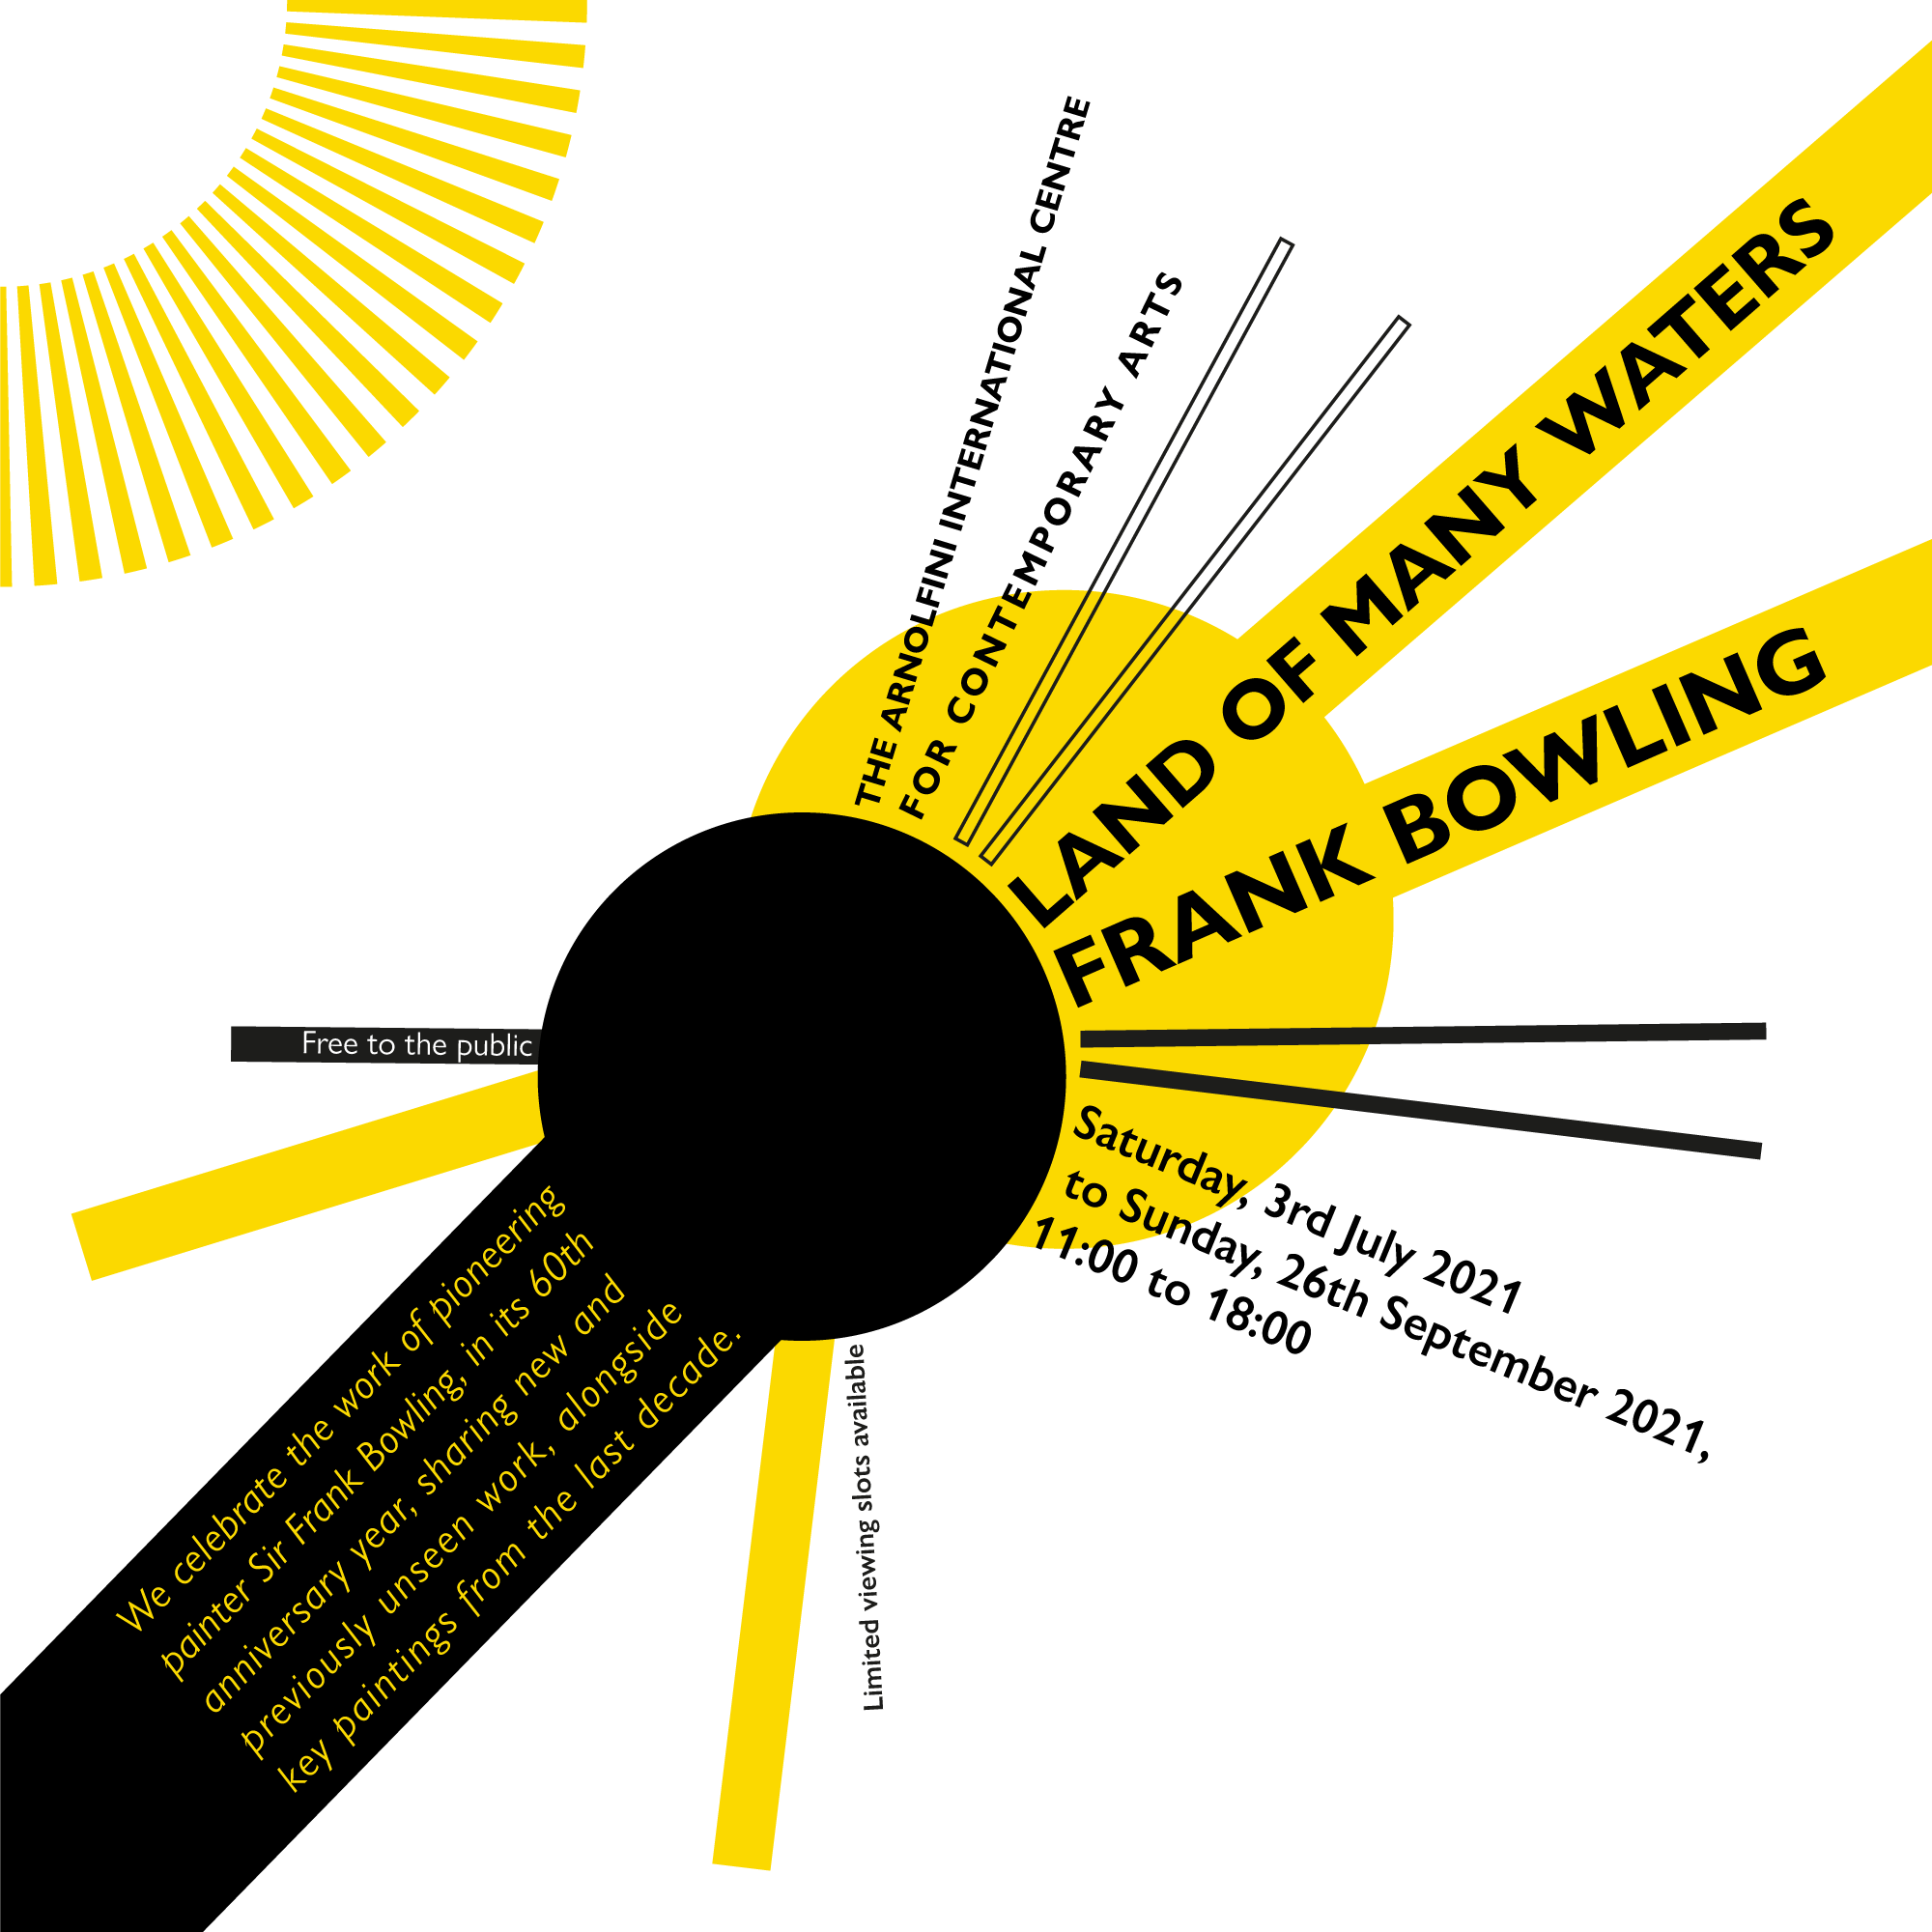 THE ARNOLFINI INTERNATIONAL CENTRE
FOR CONTEMPORARY ARTS
LAND OF MANY WATERS
FRANK BOWLING
Free to the public
Saturday, 3rd July 2021
to Sunday, 26th September 2021,
11:00 to 18:00
We celebrate the work of pioneering
painter Sir Frank Bowling, in its 60th
anniversary year, sharing new and
previously unseen work, alongside
key paintings from the last decade.
Limited viewing slots available